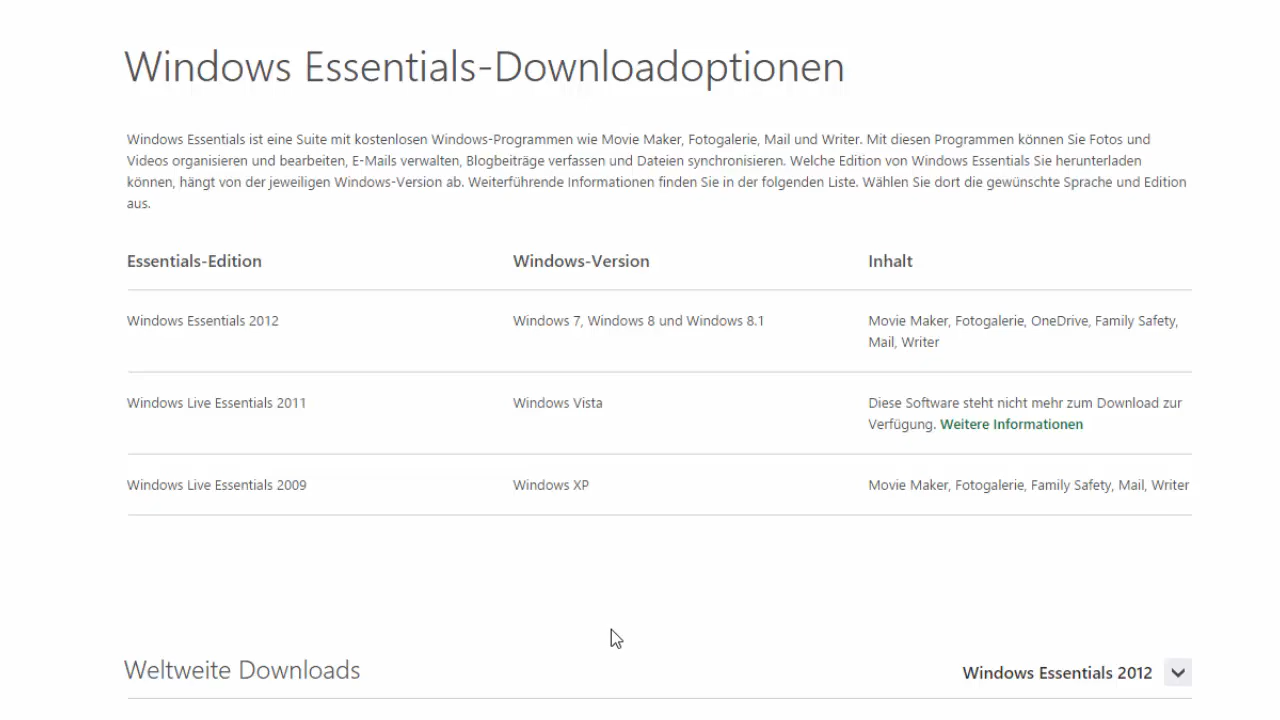 Windows Essentials-Downloadoptionen
Windows Essentials ist eine Suite mit kostenlosen Windows-Programmen wie Movie Maker, Fotogalerie, Mail und Writer. Mit diesen Programmen können Sie Fotos und
Videos organisieren und bearbeiten, E-Mails verwalten, Blogbeiträge verfassen und Dateien synchronisieren. Welche Edition von Windows Essentials Sie herunterladen
können, hängt von der jeweiligen Windows-Version ab. Weiterführende Informationen finden Sie in der folgenden Liste. Wählen Sie dort die gewünschte Sprache und Edition
aus.
Essentials-Edition Windows-Version Inhalt
Windows Essentials 2012 Windows 7, Windows 8 und Windows 8.1 Movie Maker, Fotogalerie, OneDrive, Family Safety,
Mail, Writer
Windows Live Essentials 2011 Windows Vista Diese Software steht nicht mehr zum Download zur
Verfügung. Weitere Informationen
Windows Live Essentials 2009 Windows XP Movie Maker, Fotogalerie, Family Safety, Mail, Writer
Weltweite Downloads Windows Essentials 2012